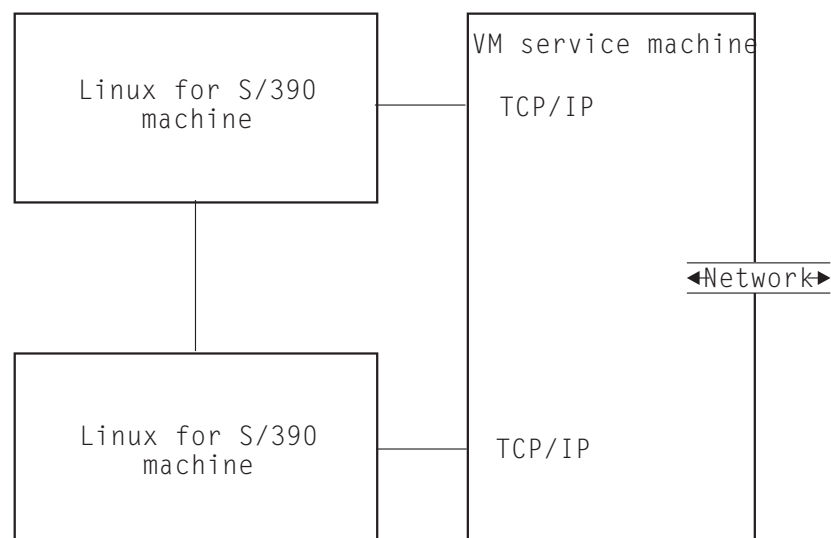 VM service machine
Linux for S/390
machine
TCP/IP
Network
Linux for S/390
machine
TCP/IP